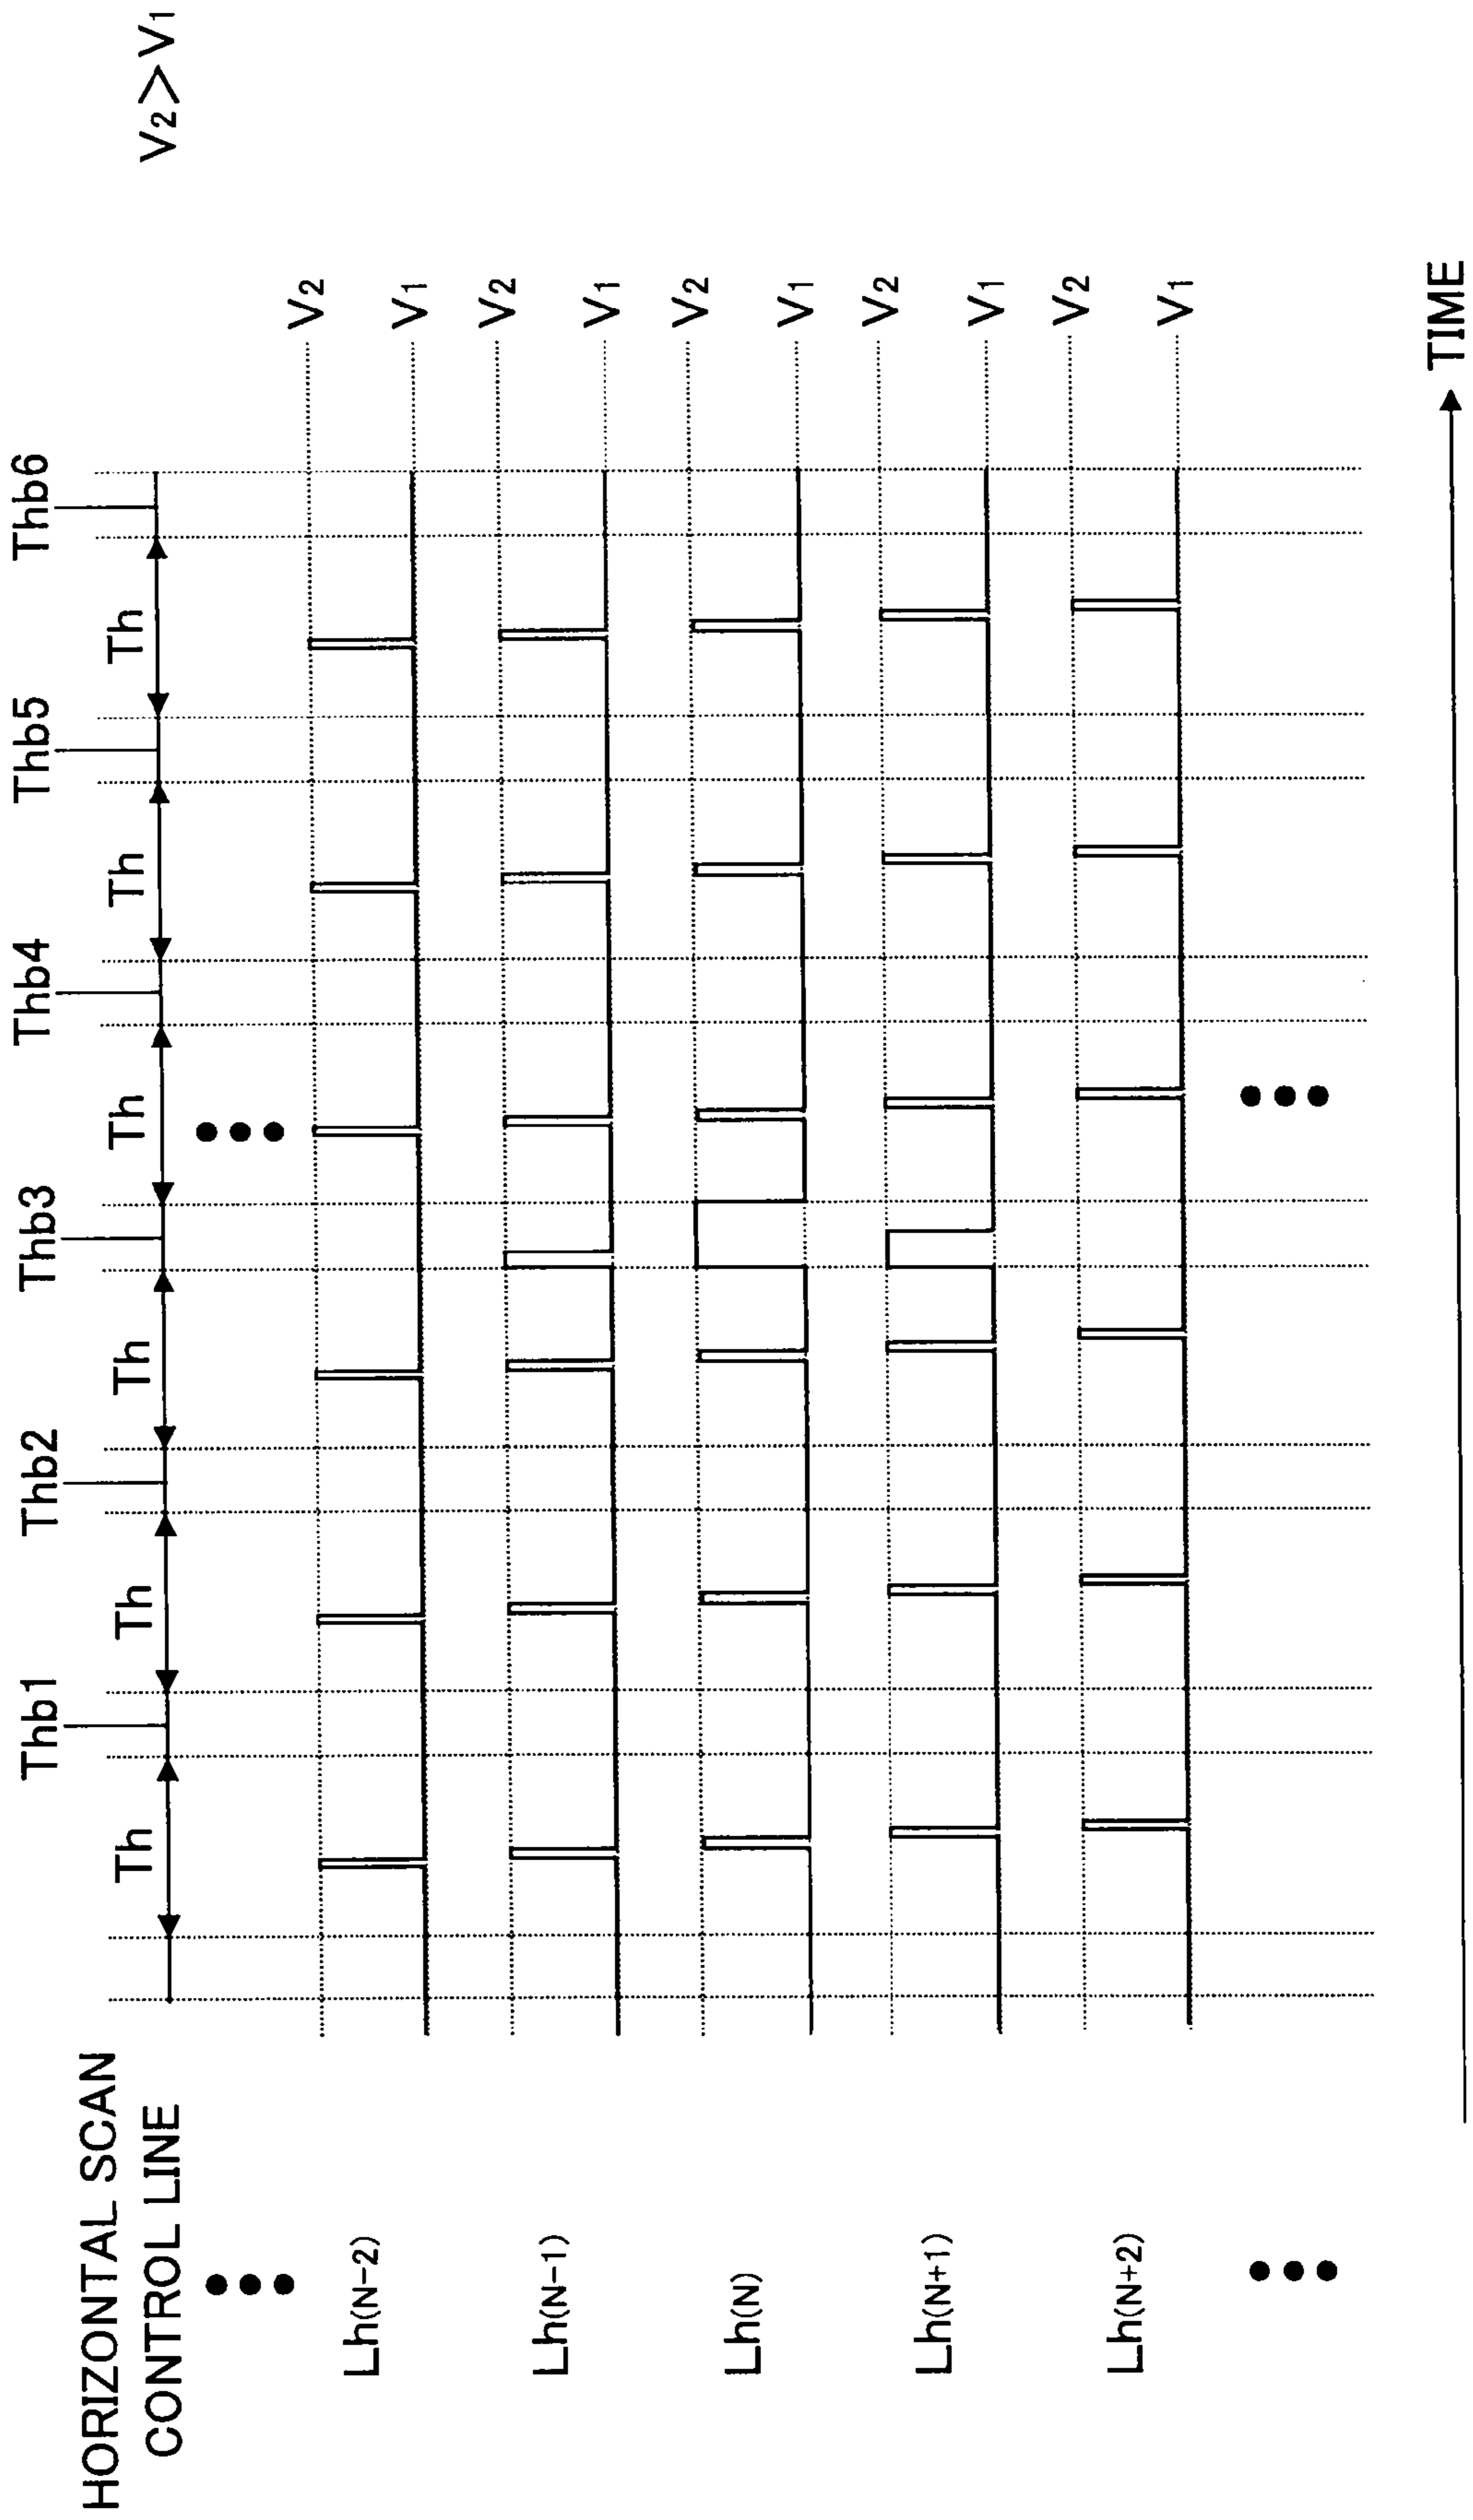 V2>V1
Thb1 Thb2 Thb3 Thb4 Thb5 Thb6
HORIZONTAL SCAN
CONTROL LINE
Th Th Th Th Th Th
Lh(N-2) V2
V1
Lh(N-1) V2
V1
Lh(N) V2
V1
Lh(N+1) V2
V1
Lh(N+2) V2
V1
TIME